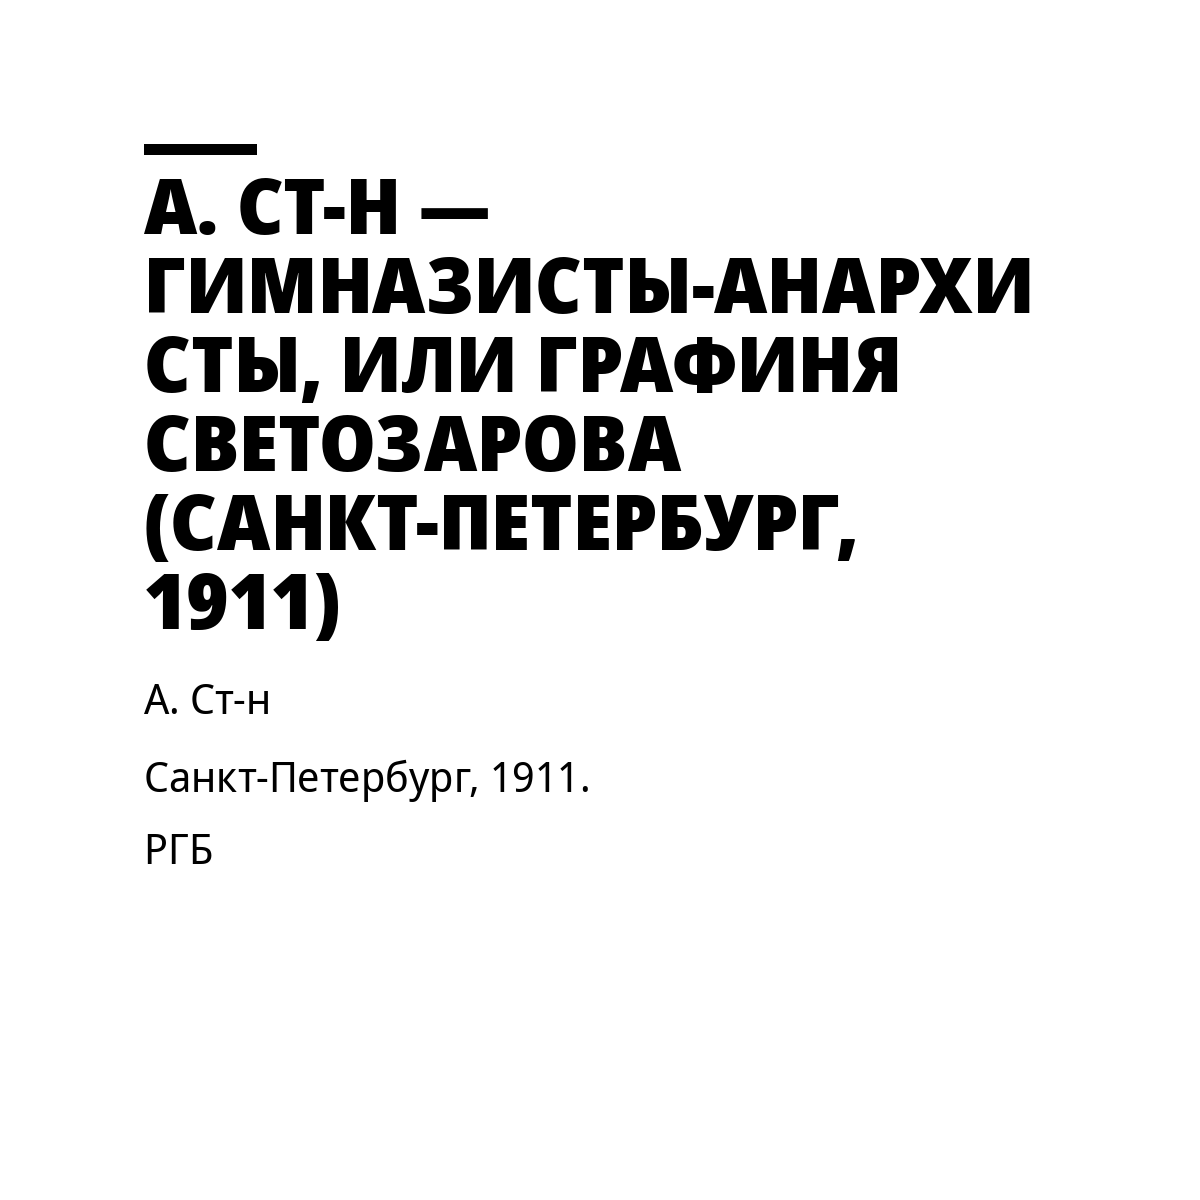 А. СТ-Н —
ГИМНАЗИСТЫ-АНАРХИ
СТЫ, ИЛИ ГРАФИНЯ
СВЕТОЗАРОВА
(САНКТ-ПЕТЕРБУРГ,
1911)
А. Ст-н
Санкт-Петербург, 1911.
РГБ